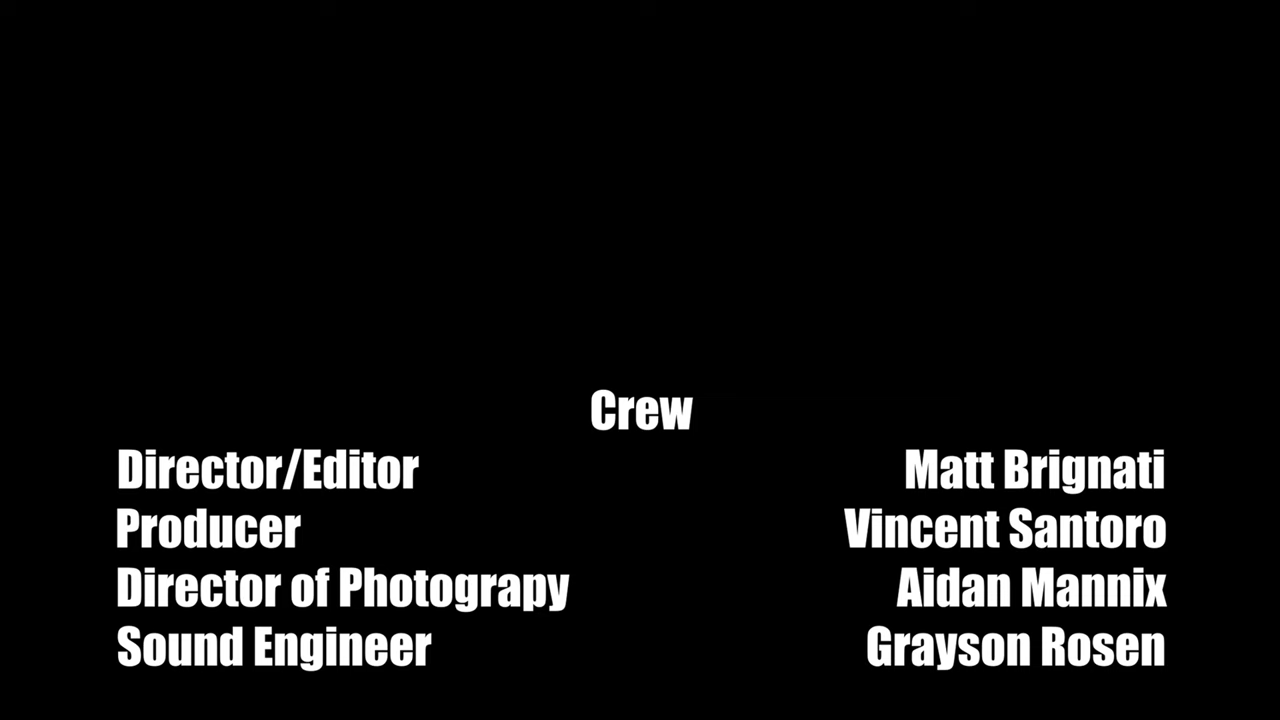 Crew
Director/Editor Matt Brignati
Producer Vincent Santoro
Director of Photograpy Aidan Mannix
Sound Engineer Grayson Rosen